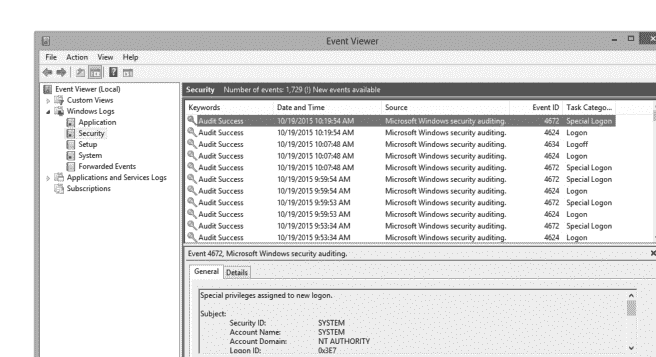 Event Viewer
File Action View Help
Event Viewer (Local)
Custom Views
Windows Logs
Application
Security
Setup
System
Forwarded Events
Applications and Services Logs
Subscriptions
Security Number of events: 1,729 (!) New events available
Keywords Date and Time Source Event ID Task Catego...
Audit Success 10/19/2015 10:19:54 AM Microsoft Windows security auditing. 4672 Special Logon
Audit Success 10/19/2015 10:19:54 AM Microsoft Windows security auditing. 4624 Logon
Audit Success 10/19/2015 10:07:48 AM Microsoft Windows security auditing. 4634 Logoff
Audit Success 10/19/2015 10:07:48 AM Microsoft Windows security auditing. 4624 Logon
Audit Success 10/19/2015 10:07:48 AM Microsoft Windows security auditing. 4672 Special Logon
Audit Success 10/19/2015 9:59:54 AM Microsoft Windows security auditing. 4672 Special Logon
Audit Success 10/19/2015 9:59:54 AM Microsoft Windows security auditing. 4624 Logon
Audit Success 10/19/2015 9:59:53 AM Microsoft Windows security auditing. 4672 Special Logon
Audit Success 10/19/2015 9:59:53 AM Microsoft Windows security auditing. 4624 Logon
Audit Success 10/19/2015 9:53:34 AM Microsoft Windows security auditing. 4672 Special Logon
Audit Success 10/19/2015 9:53:34 AM Microsoft Windows security auditing. 4624 Logon
Event 4672, Microsoft Windows security auditing.
General Details
Special privileges assigned to new logon.
Subject:
Security ID: SYSTEM
Account Name: SYSTEM
Account Domain: NT AUTHORITY
Logon ID: 0x3E7